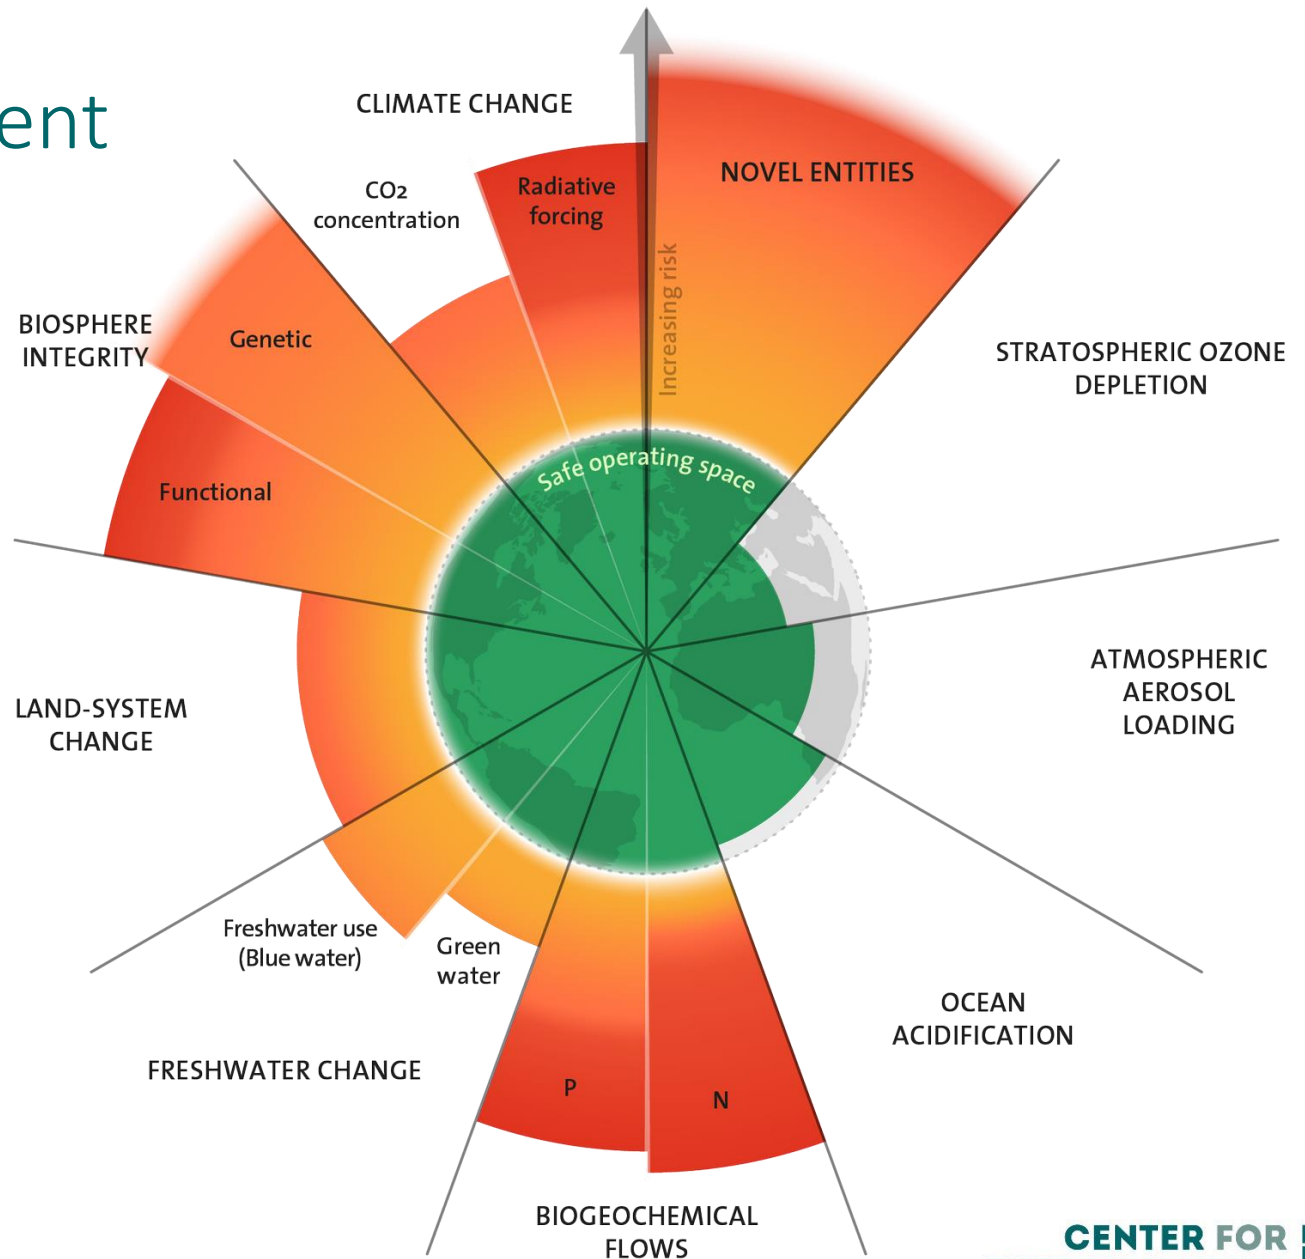 ent
CLIMATE CHANGE
CO2
concentration
Radiative
forcing
NOVEL ENTITIES
Increasing risk
BIOSPHERE
INTEGRITY
Genetic
Functional
STRATOSPHERIC OZONE
DEPLETION
Safe operating space
LAND-SYSTEM
CHANGE
ATMOSPHERIC
AEROSOL
LOADING
Freshwater use
(Blue water)
Green
water
FRESHWATER CHANGE
OCEAN
ACIDIFICATION
P
N
BIOGEOCHEMICAL
FLOWS
CENTER FOR